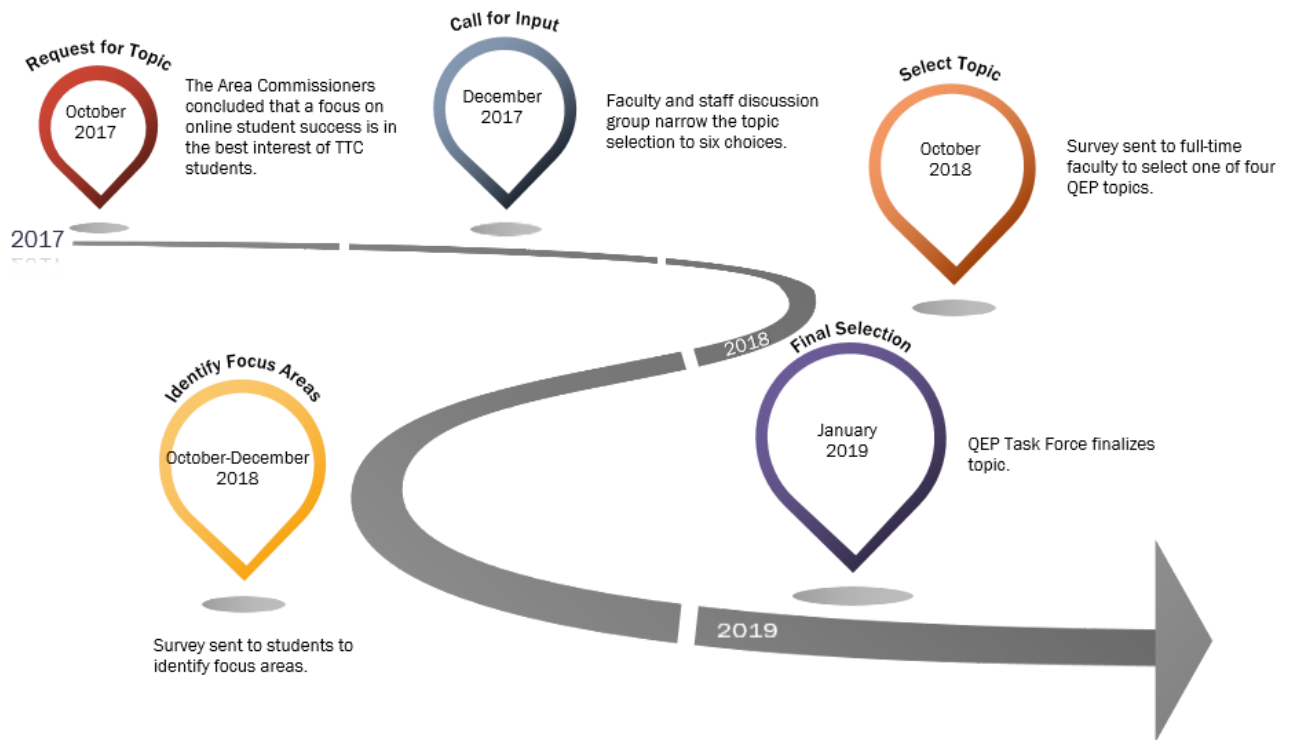 Request for Topic
October
2017
The Area Commissioners
concluded that a focus on
online student success is in
the best interest of TTC
students.
Call for Input
December
2017
Faculty and staff discussion
group narrow the topic
selection to six choices.
Select Topic
October
2018
Survey sent to full-time
faculty to select one of four
QEP topics.
2017
2018
Identify Focus Areas
October-December
2018
Survey sent to students to
identify focus areas.
Final Selection
January
2019
QEP Task Force finalizes
topic.
2019